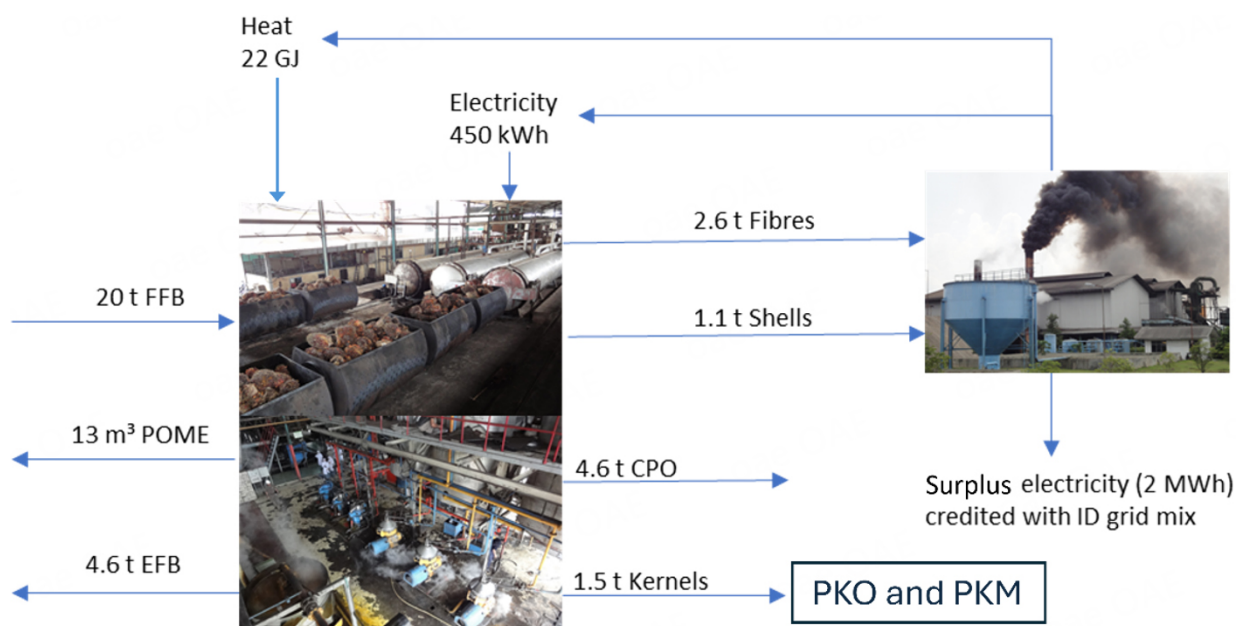 Heat
22 GJ
Electricity
450 kWh
2.6 t Fibres
20 t FFB
1.1 t Shells
13 m³ POME
4.6 t CPO
Surplus electricity (2 MWh)
credited with ID grid mix
4.6 t EFB
1.5 t Kernels
PKO and PKM